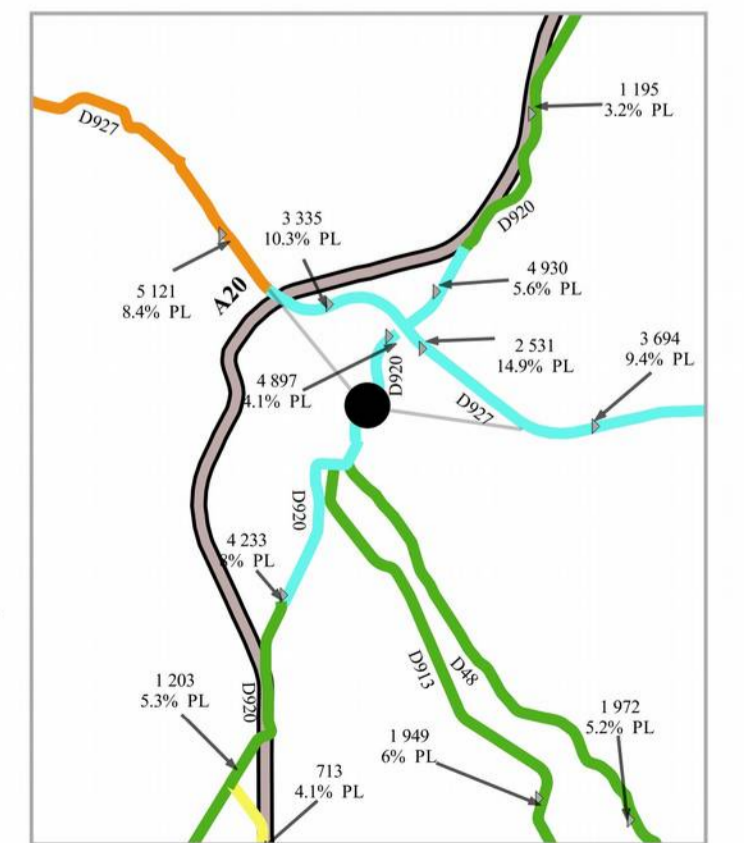 1 195
3.2% PL
D927
D920
3 335
10.3% PL
4 930
5.6% PL
5 121
8.4% PL
A20
2 531
14.9% PL
3 694
9.4% PL
4 897
4.1% PL
D920
D927
D920
4 233
8% PL
D913
D48
1 203
5.3% PL
D920
1 972
5.2% PL
1 949
6% PL
713
4.1% PL